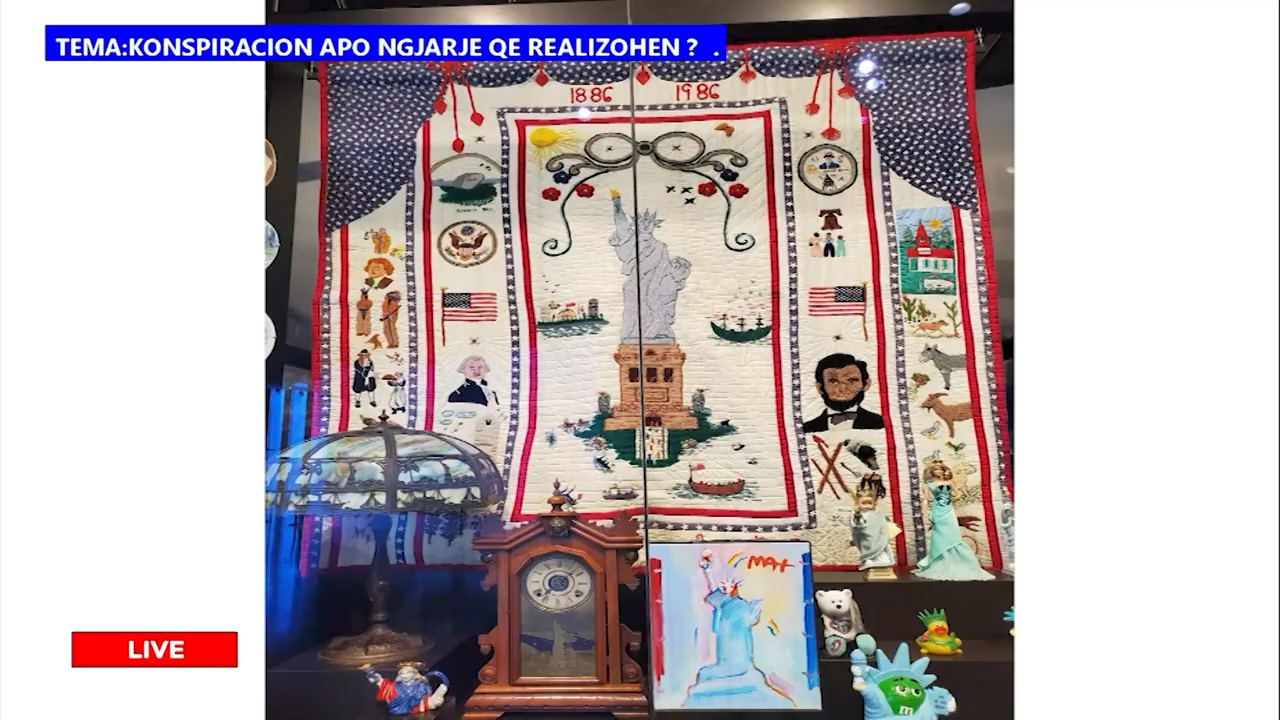 TEMA:KONSPIRACION APO NGJARJE QE REALIZOHEN ? .
1886 1986
MAX
LIVE
m